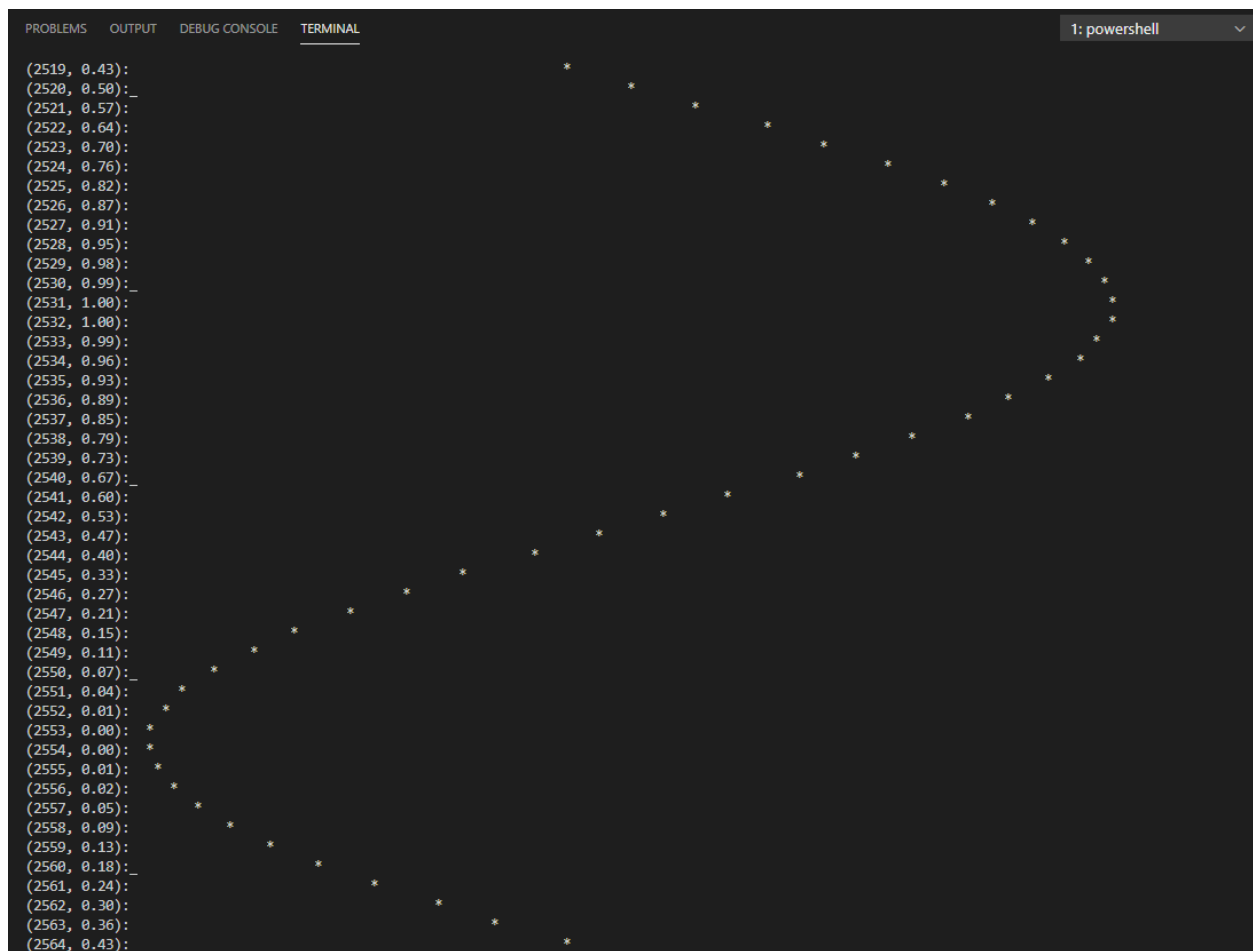 PROBLEMS OUTPUT DEBUG CONSOLE TERMINAL 1: powershell
(2519, 0.43): *
(2520, 0.50):_ *
(2521, 0.57): *
(2522, 0.64): *
(2523, 0.70): *
(2524, 0.76): *
(2525, 0.82): *
(2526, 0.87): *
(2527, 0.91): *
(2528, 0.95): *
(2529, 0.98): *
(2530, 0.99):_ *
(2531, 1.00): *
(2532, 1.00): *
(2533, 0.99): *
(2534, 0.96): *
(2535, 0.93): *
(2536, 0.89): *
(2537, 0.85): *
(2538, 0.79): *
(2539, 0.73): *
(2540, 0.67):_ *
(2541, 0.60): *
(2542, 0.53): *
(2543, 0.47): *
(2544, 0.40): *
(2545, 0.33): *
(2546, 0.27): *
(2547, 0.21): *
(2548, 0.15): *
(2549, 0.11): *
(2550, 0.07):_ *
(2551, 0.04): *
(2552, 0.01): *
(2553, 0.00): *
(2554, 0.00): *
(2555, 0.01): *
(2556, 0.02): *
(2557, 0.05): *
(2558, 0.09): *
(2559, 0.13): *
(2560, 0.18):_ *
(2561, 0.24): *
(2562, 0.30): *
(2563, 0.36): *
(2564, 0.43): *